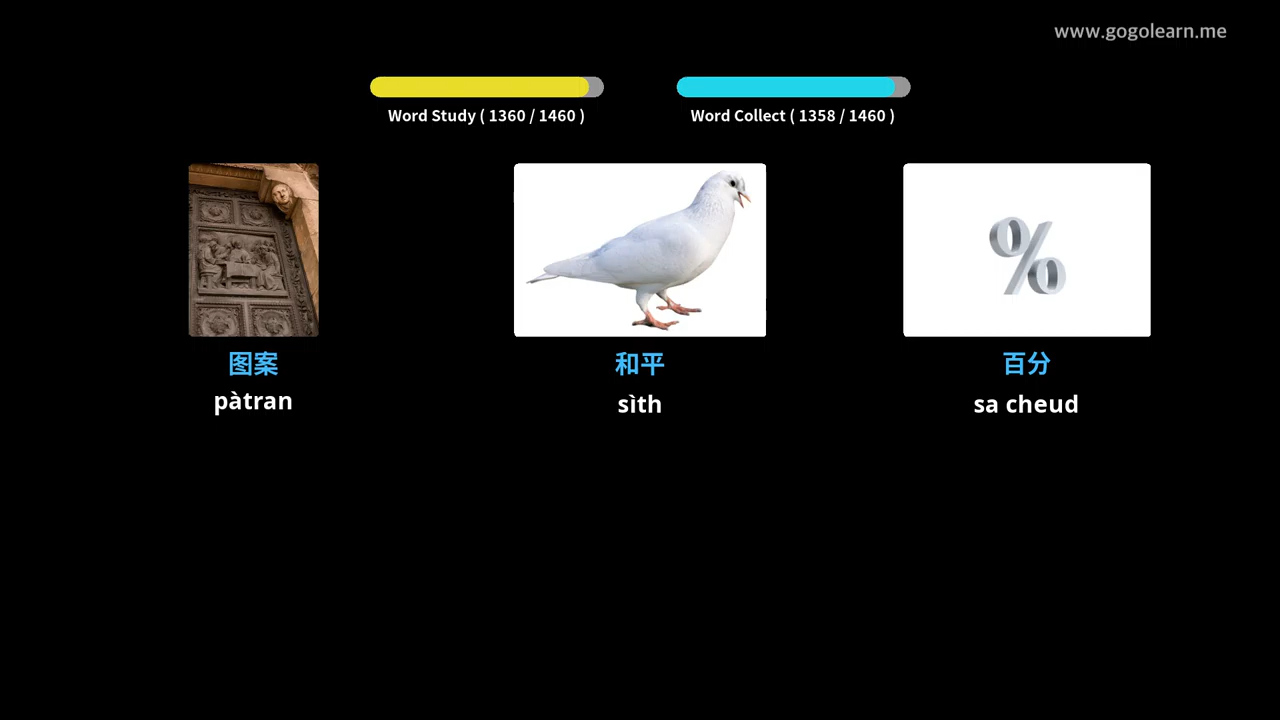 www.gogolearn.me
Word Study ( 1360 / 1460 )
Word Collect ( 1358 / 1460 )
%
图案
和平
百分
pàtran
sìth
sa cheud